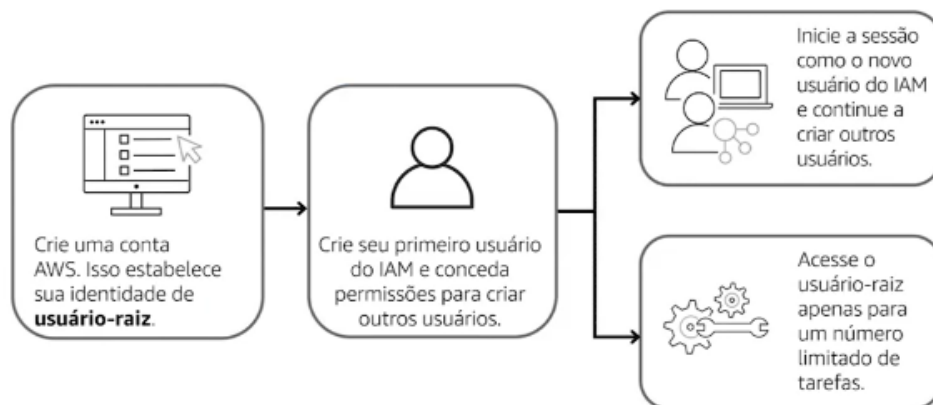 Crie uma conta
AWS. Isso estabelece
sua identidade de
usuário-raiz.
Crie seu primeiro usuário
do IAM e conceda
permissões para criar
outros usuários.
Inicie a sessão
como o novo
usuário do IAM
e continue a
criar outros
usuários.
Acesse o
usuário-raiz
apenas para
um número
limitado de
tarefas.